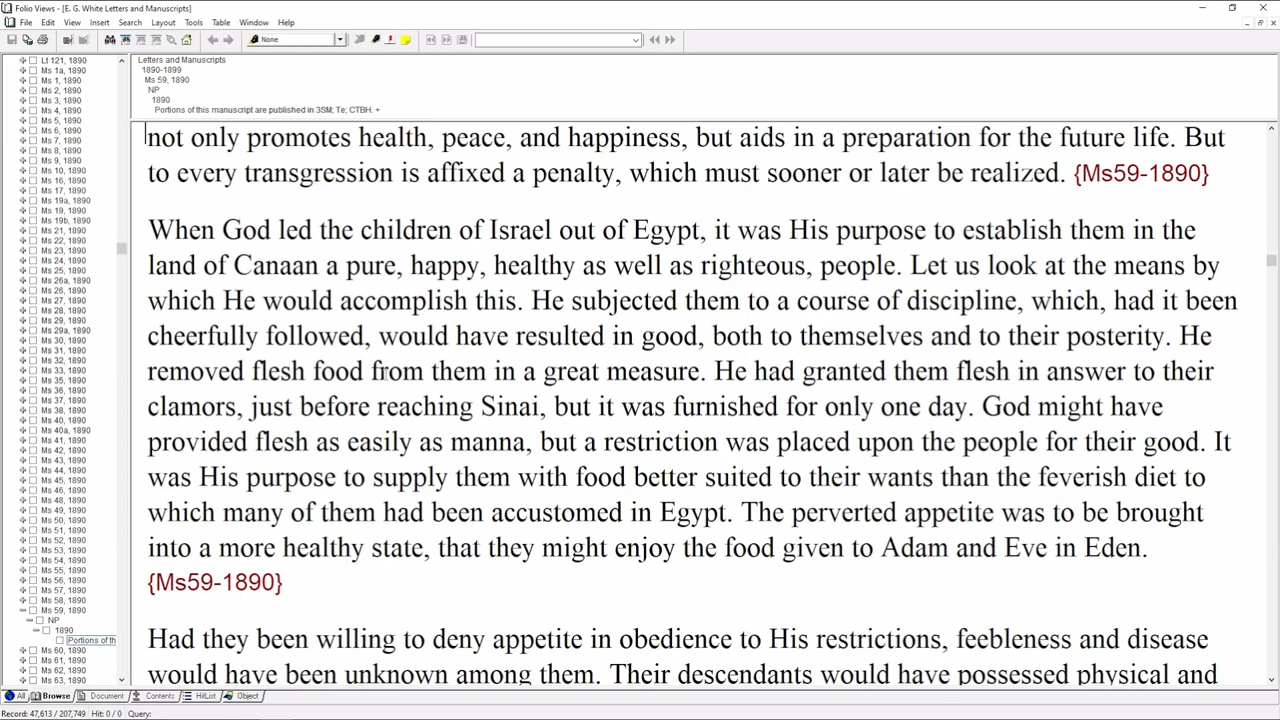 Folio Views - [E. G. White Letters and Manuscripts]
File Edit View Insert Search Layout Tools Table Window Help
None
Letters and Manuscripts
1890-1899
Ms 59, 1890
NP
1890
Portions of this manuscript are published in 3SM; Te; CTBH. +
Lt 121, 1890
Ms 1a, 1890
Ms 1, 1890
Ms 2, 1890
Ms 3, 1890
Ms 4, 1890
Ms 5, 1890
Ms 6, 1890
Ms 7, 1890
Ms 8, 1890
Ms 9, 1890
Ms 10, 1890
Ms 16, 1890
Ms 17, 1890
Ms 19a, 1890
Ms 19, 1890
Ms 19b, 1890
Ms 21, 1890
Ms 22, 1890
Ms 23, 1890
Ms 24, 1890
Ms 25, 1890
Ms 26a, 1890
Ms 26, 1890
Ms 27, 1890
Ms 28, 1890
Ms 29, 1890
Ms 29a, 1890
Ms 30, 1890
Ms 31, 1890
Ms 32, 1890
Ms 33, 1890
Ms 35, 1890
Ms 36, 1890
Ms 37, 1890
Ms 38, 1890
Ms 40, 1890
Ms 40a, 1890
Ms 41, 1890
Ms 42, 1890
Ms 43, 1890
Ms 44, 1890
Ms 45, 1890
Ms 46, 1890
Ms 48, 1890
Ms 49, 1890
Ms 50, 1890
Ms 51, 1890
Ms 52, 1890
Ms 53, 1890
Ms 54, 1890
Ms 55, 1890
Ms 56, 1890
Ms 57, 1890
Ms 58, 1890
Ms 59, 1890
NP
1890
Portions of th
Ms 60, 1890
Ms 61, 1890
Ms 62, 1890
Ms 63, 1890
not only promotes health, peace, and happiness, but aids in a preparation for the future life. But
to every transgression is affixed a penalty, which must sooner or later be realized. {Ms59-1890}
When God led the children of Israel out of Egypt, it was His purpose to establish them in the
land of Canaan a pure, happy, healthy as well as righteous, people. Let us look at the means by
which He would accomplish this. He subjected them to a course of discipline, which, had it been
cheerfully followed, would have resulted in good, both to themselves and to their posterity. He
removed flesh food from them in a great measure. He had granted them flesh in answer to their
clamors, just before reaching Sinai, but it was furnished for only one day. God might have
provided flesh as easily as manna, but a restriction was placed upon the people for their good. It
was His purpose to supply them with food better suited to their wants than the feverish diet to
which many of them had been accustomed in Egypt. The perverted appetite was to be brought
into a more healthy state, that they might enjoy the food given to Adam and Eve in Eden.
{Ms59-1890}
Had they been willing to deny appetite in obedience to His restrictions, feebleness and disease
would have been unknown among them. Their descendants would have possessed physical and
All Browse Document Contents HitList Object
Record: 47,613 / 207,749 Hit: 0 / 0 Query: